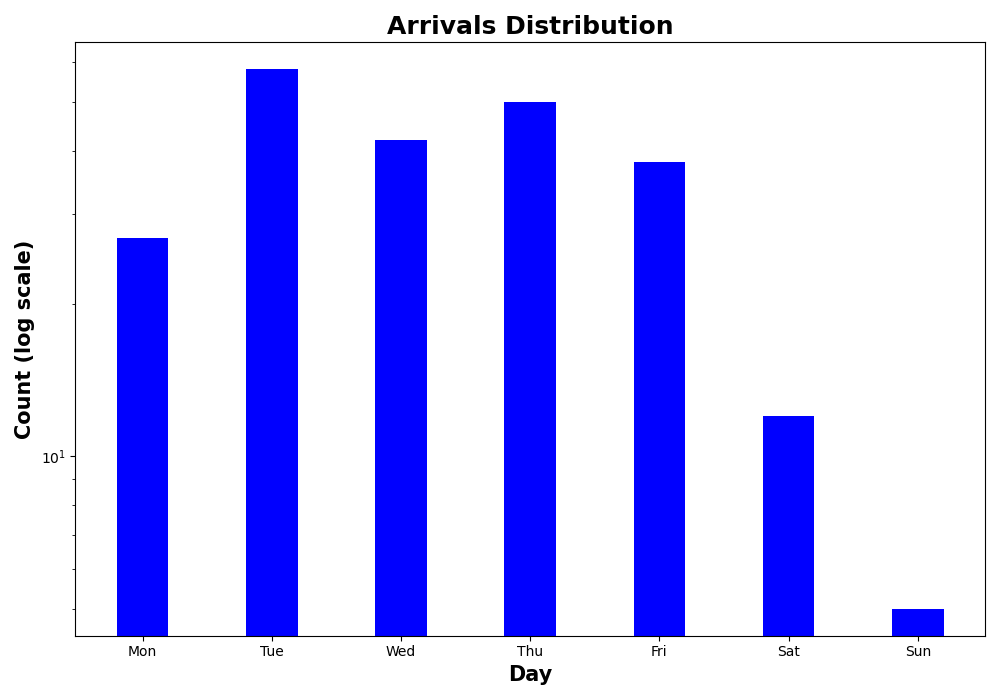 Arrivals Distribution
Count (log scale)
10¹
Mon Tue Wed Thu Fri Sat Sun
Day